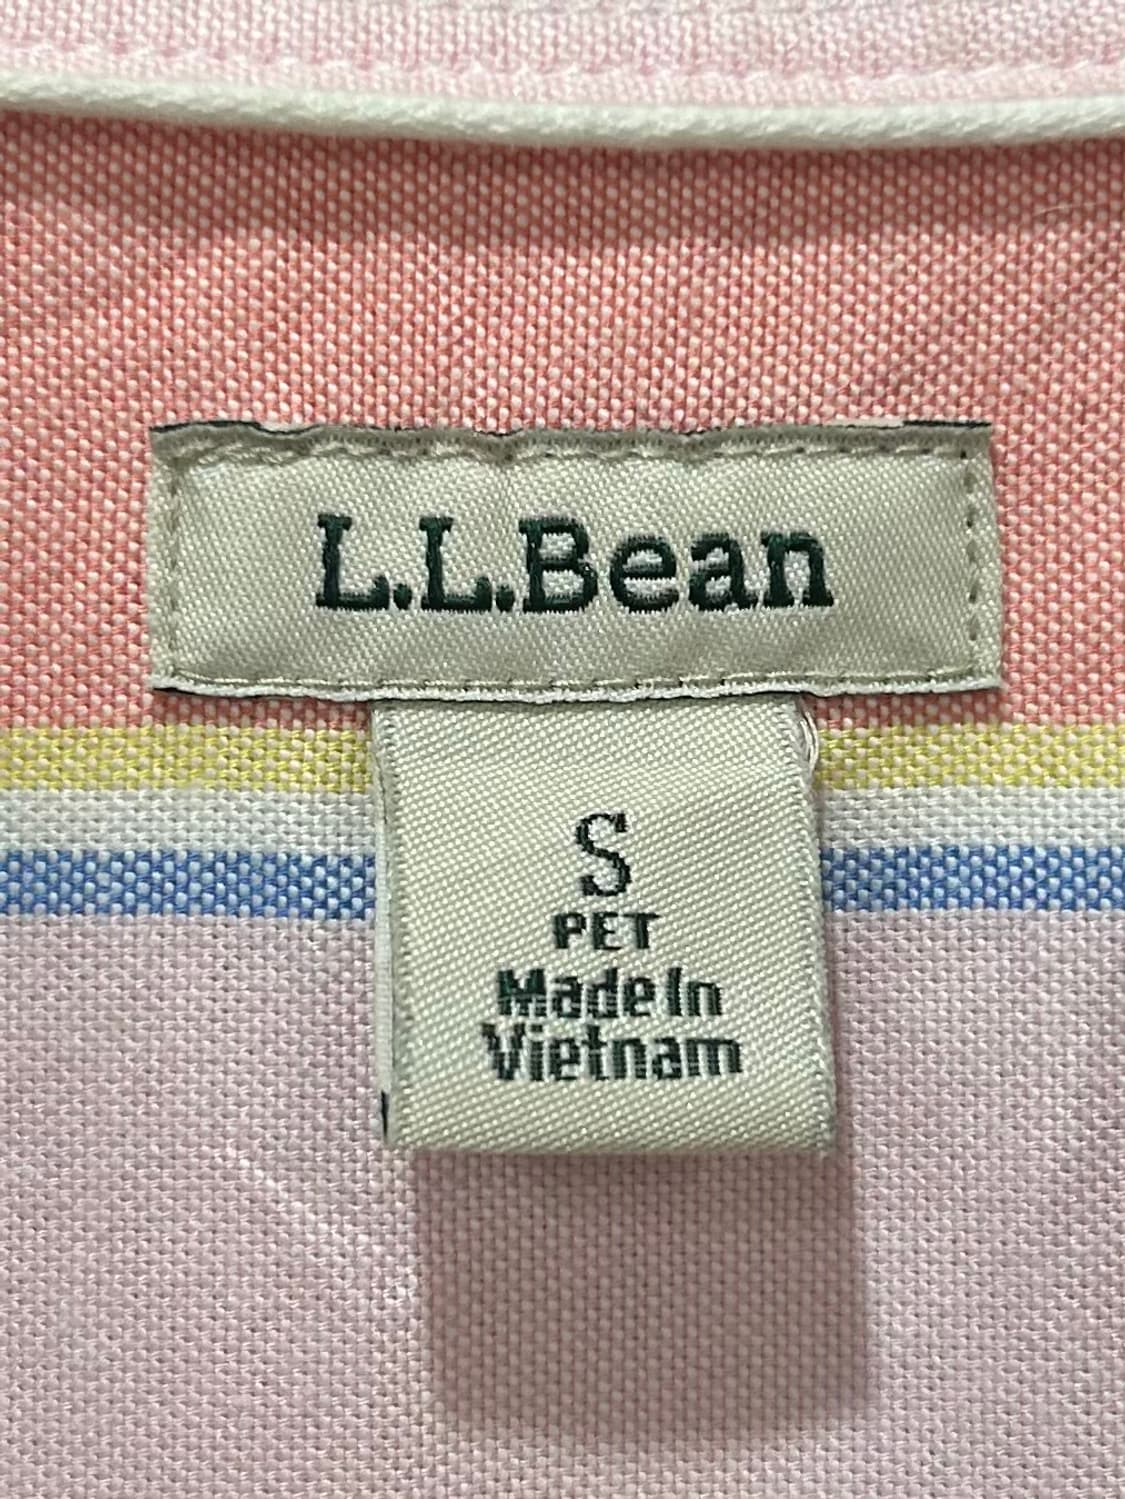 L.L.Bean
S
PET
Made In
Vietnam